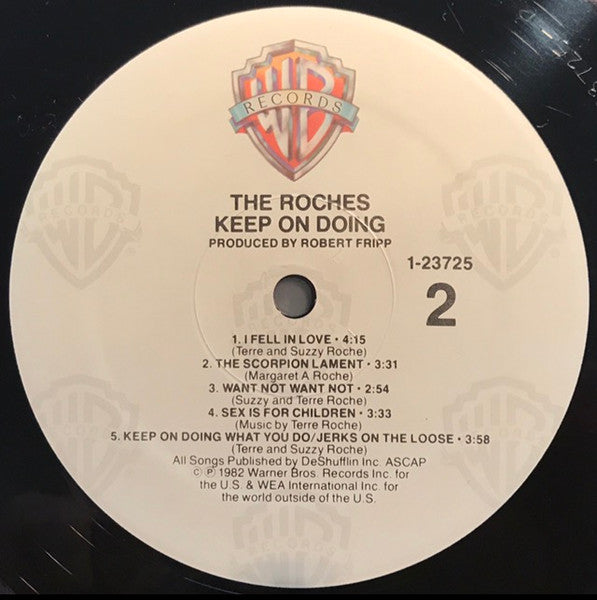 RECORDS
THE ROCHES
KEEP ON DOING
PRODUCED BY ROBERT FRIPP
1-23725
2
1. I FELL IN LOVE • 4:15
(Terre and Suzzy Roche)
2. THE SCORPION LAMENT • 3:31
(Margaret A Roche)
3. WANT NOT WANT NOT • 2:54
(Suzzy and Terre Roche)
4. SEX IS FOR CHILDREN • 3:33
(Music by Terre Roche)
5. KEEP ON DOING WHAT YOU DO/JERKS ON THE LOOSE • 3:58
(Terre and Suzzy Roche)
All Songs Published by DeShufflin Inc. ASCAP
© ℗ 1982 Warner Bros. Records Inc. for
the U.S. & WEA International Inc. for
the world outside of the U.S.